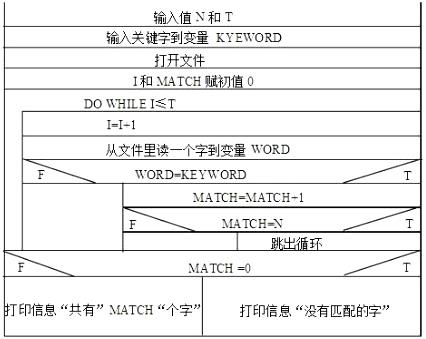 输入值 N 和 T
输入关键字到变量 KYEWORD
打开文件
I 和 MATCH 赋初值 0
DO WHILE I≤T
I=I+1
从文件里读一个字到变量 WORD
F WORD=KEYWORD T
MATCH=MATCH+1
F MATCH=N T
跳出循环
F MATCH =0 T
打印信息“共有” MATCH “个字” 打印信息“没有匹配的字”